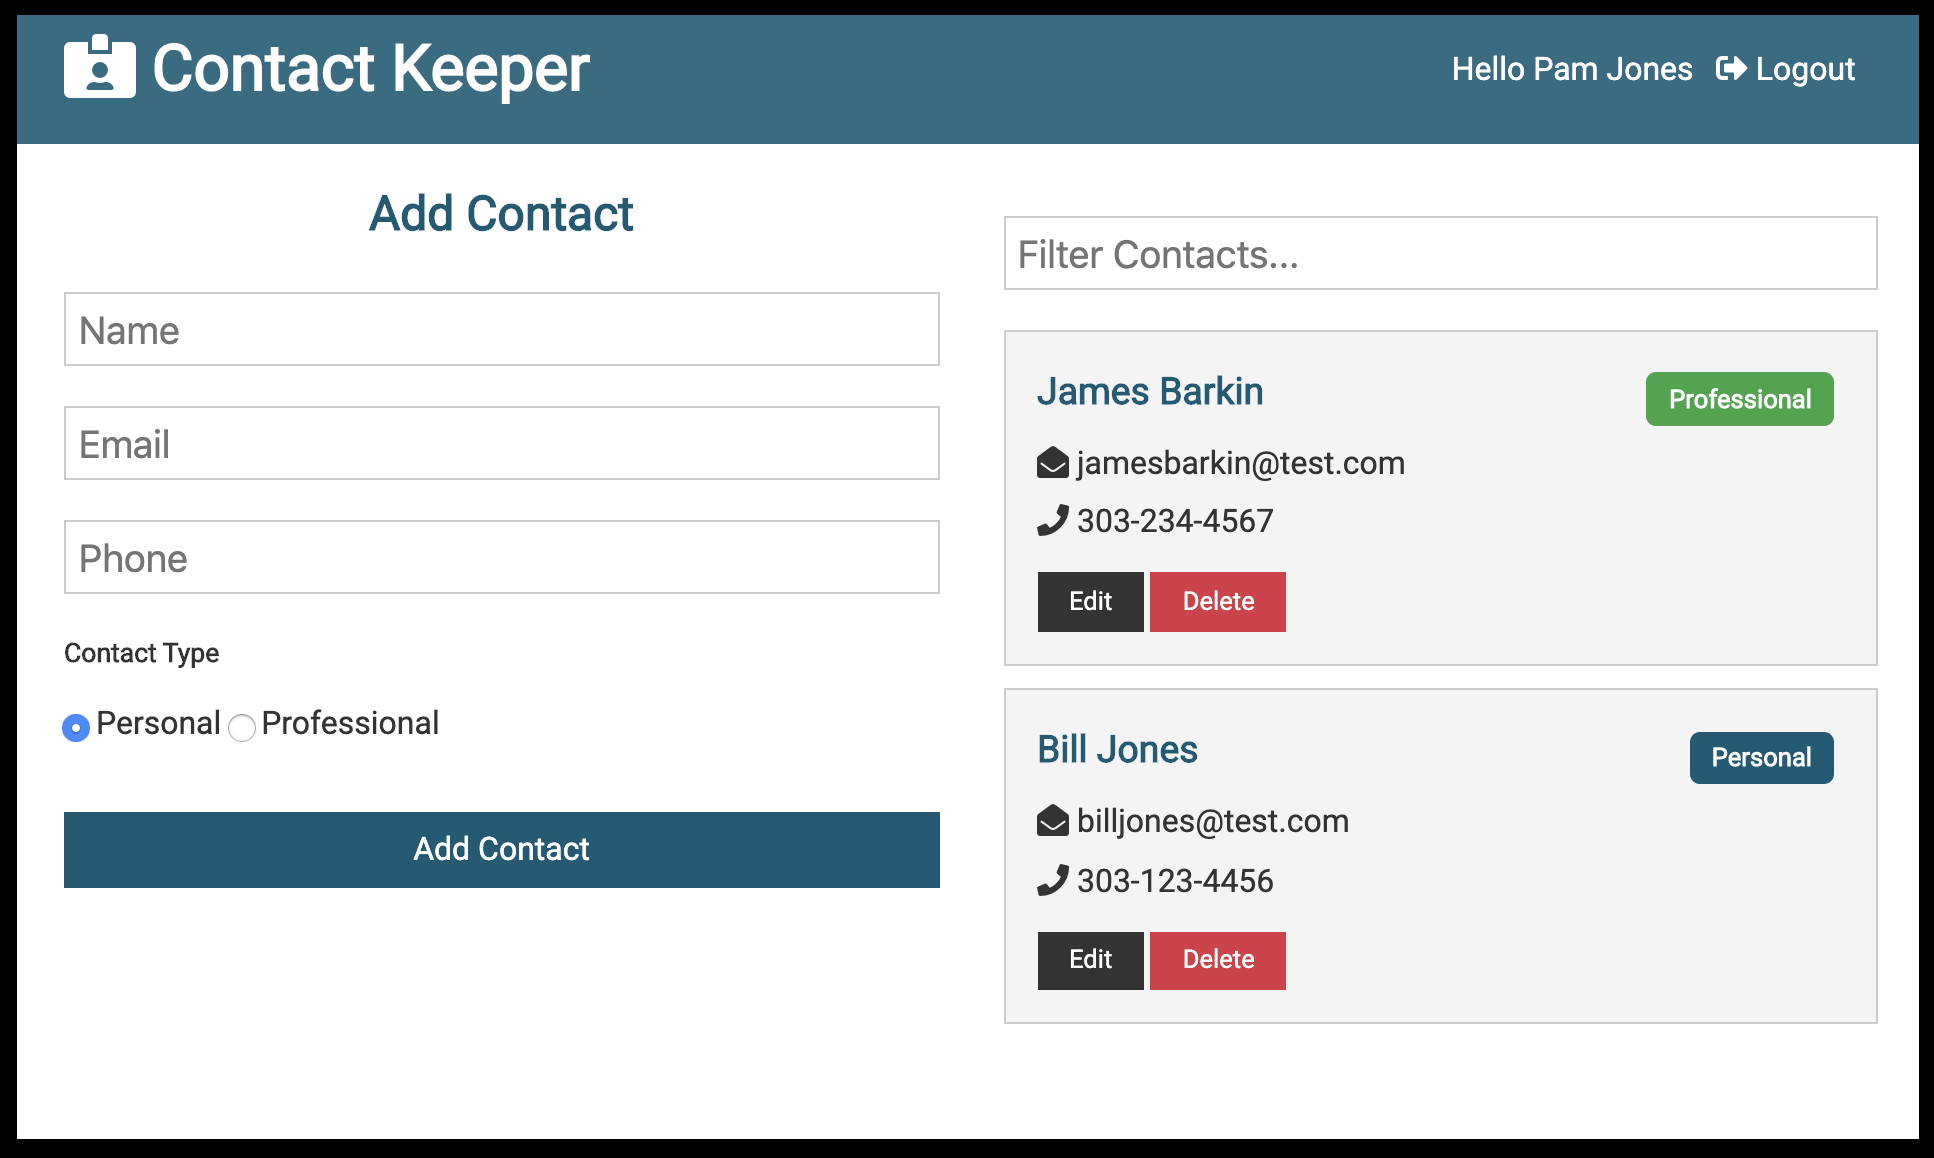 Contact Keeper
Hello Pam Jones Logout
Add Contact
Name
Email
Phone
Contact Type
Personal Professional
Add Contact
Filter Contacts...
James Barkin
Professional
jamesbarkin@test.com
303-234-4567
Edit Delete
Bill Jones
Personal
billjones@test.com
303-123-4456
Edit Delete